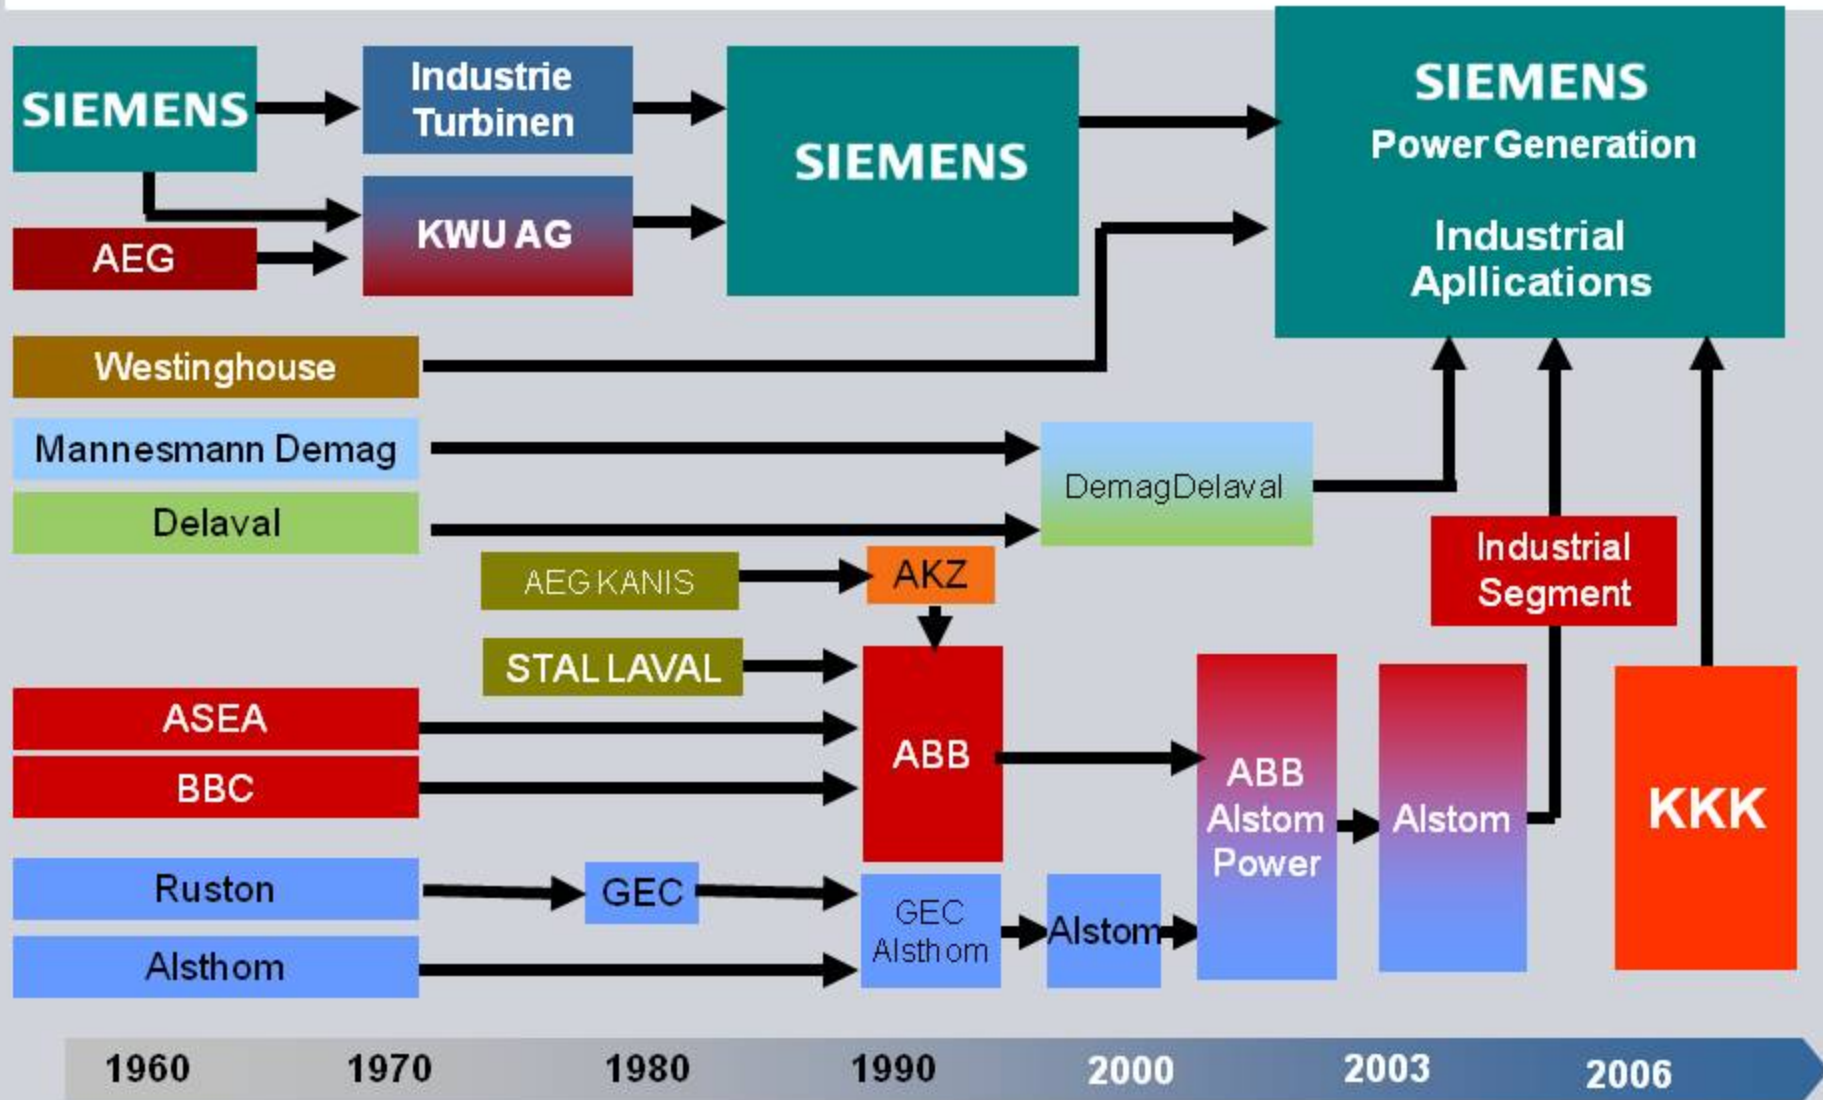 SIEMENS
Industrie
Turbinen
SIEMENS
SIEMENS
Power Generation
Industrial
Apllications
KWU AG
AEG
Westinghouse
Mannesmann Demag
Delaval
DemagDelaval
AEG KANIS
AKZ
Industrial
Segment
STAL LAVAL
ASEA
BBC
ABB
ABB
Alstom
Power
Alstom
KKK
Ruston
GEC
GEC
Alsthom
Alstom
Alsthom
1960
1970
1980
1990
2000
2003
2006